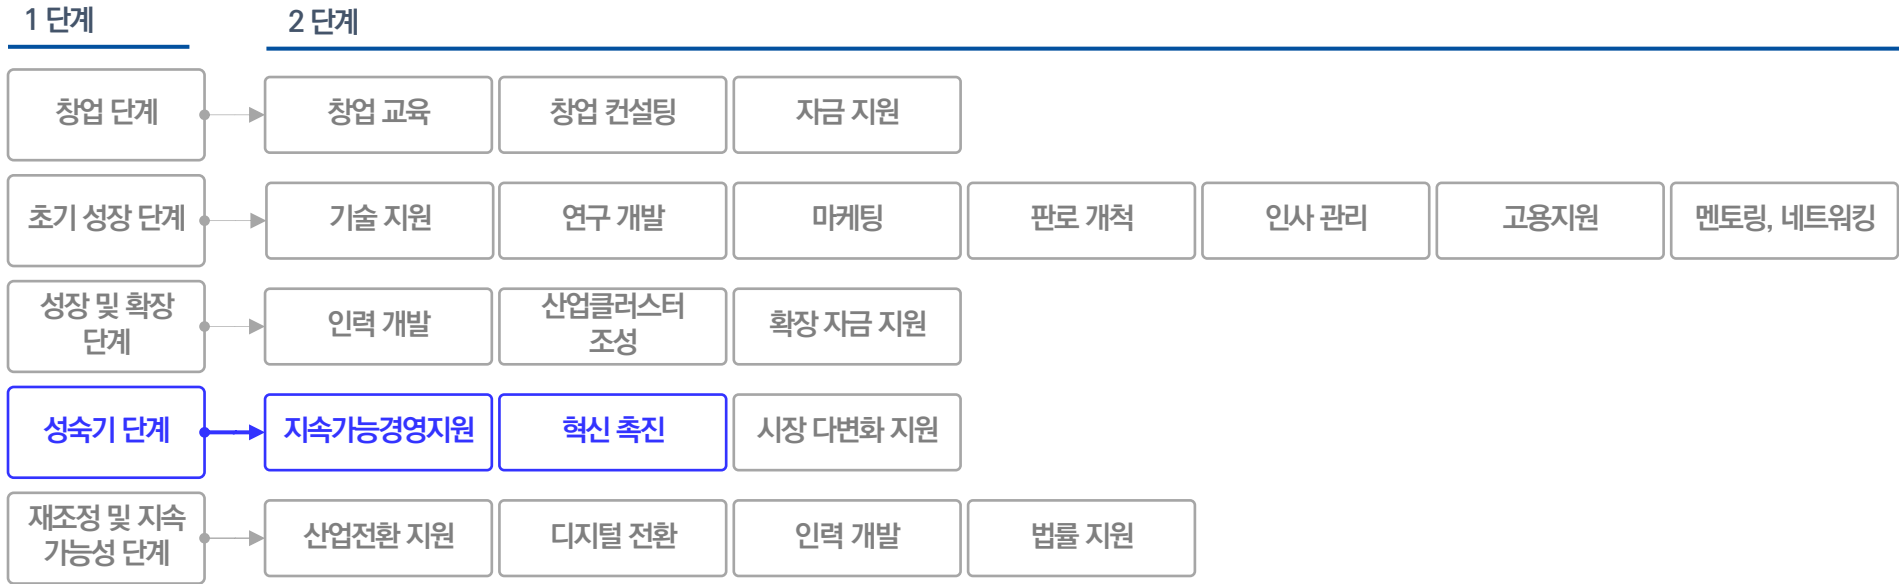 1 단계
2 단계
창업 단계
창업 교육
창업 컨설팅
자금 지원
초기 성장 단계
기술 지원
연구 개발
마케팅
판로 개척
인사 관리
고용지원
멘토링, 네트워킹
성장 및 확장
단계
인력 개발
산업클러스터
조성
확장 자금 지원
성숙기 단계
지속가능경영지원
혁신 촉진
시장 다변화 지원
재조정 및 지속
가능성 단계
산업전환 지원
디지털 전환
인력 개발
법률 지원